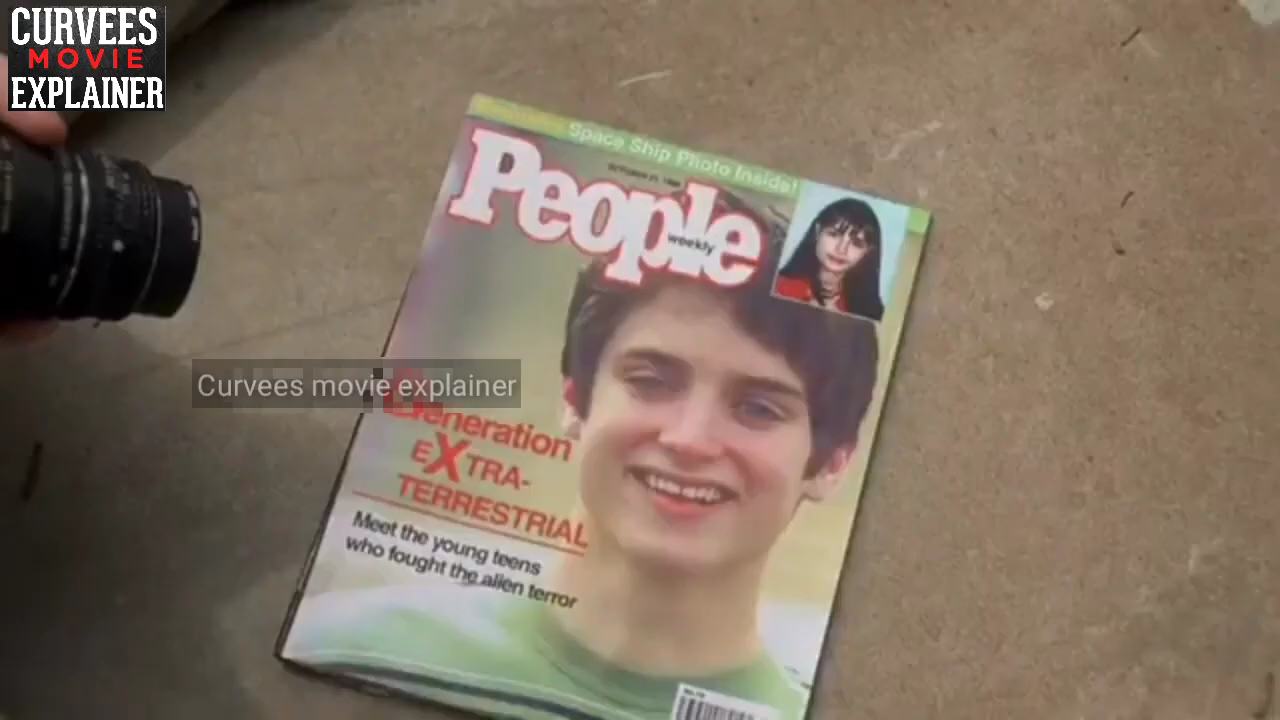 CURVEES
MOVIE
EXPLAINER
Space Ship Photo Inside!
People
weekly
Curvees movie explainer
Generation
EXTRA-
TERRESTRIAL
Meet the young teens
who fought the alien terror